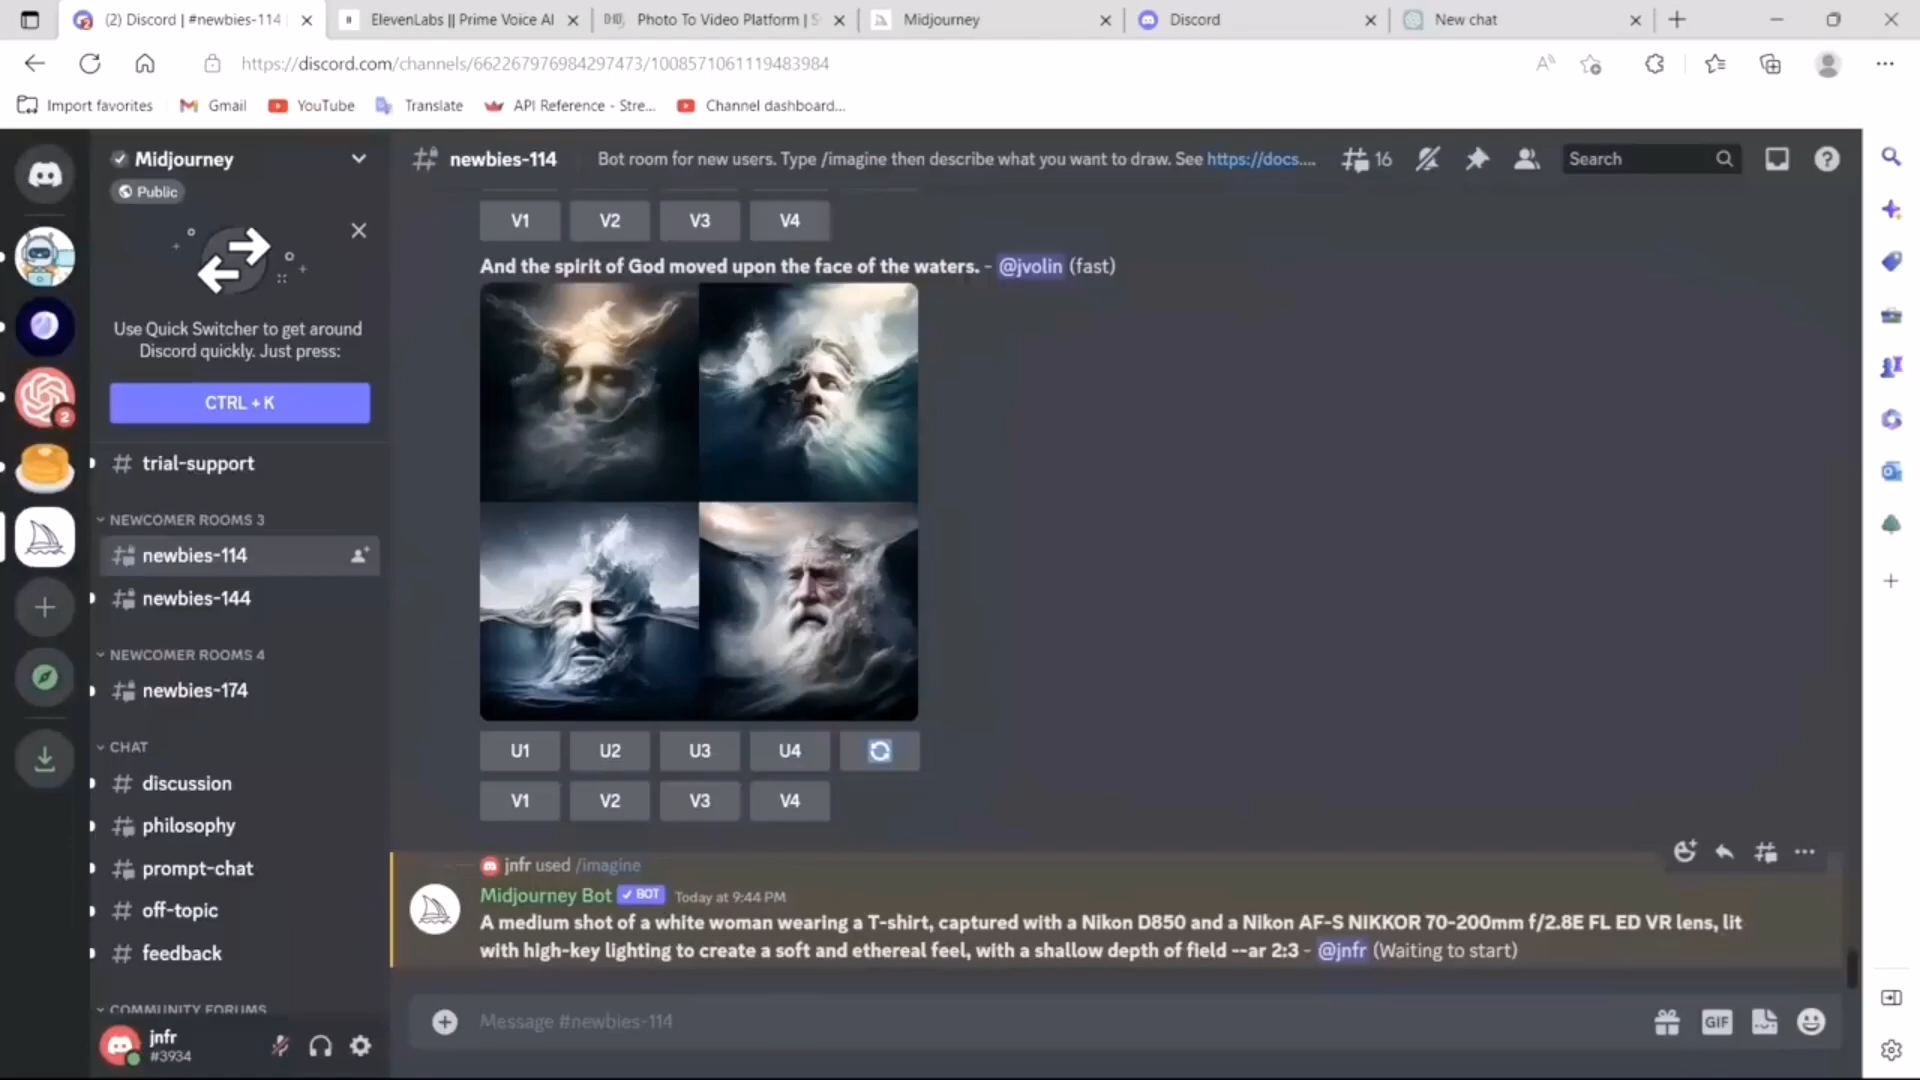 (2) Discord | #newbies-114
ElevenLabs || Prime Voice AI
Photo To Video Platform |
Midjourney
Discord
New chat
https://discord.com/channels/662267976984297473/1008571061119483984
Import favorites
Gmail
YouTube
Translate
API Reference - Stre...
Channel dashboard...
Midjourney
Public
newbies-114
Bot room for new users. Type /imagine then describe what you want to draw. See https://docs....
16
Search
Use Quick Switcher to get around
Discord quickly. Just press:
CTRL + K
2
trial-support
NEWCOMER ROOMS 3
newbies-114
newbies-144
NEWCOMER ROOMS 4
newbies-174
CHAT
discussion
philosophy
prompt-chat
off-topic
feedback
COMMUNITY FORUMS
jnfr
#3934
V1 V2 V3 V4
And the spirit of God moved upon the face of the waters. - @jvolin (fast)
U1 U2 U3 U4
V1 V2 V3 V4
jnfr used /imagine
Midjourney Bot BOT Today at 9:44 PM
A medium shot of a white woman wearing a T-shirt, captured with a Nikon D850 and a Nikon AF-S NIKKOR 70-200mm f/2.8E FL ED VR lens, lit
with high-key lighting to create a soft and ethereal feel, with a shallow depth of field --ar 2:3 - @jnfr (Waiting to start)
Message #newbies-114
GIF